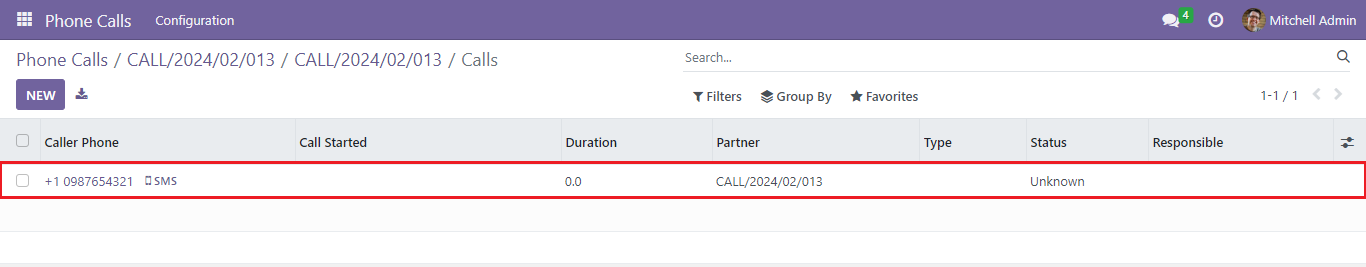 Phone Calls Configuration 4 Mitchell Admin
Phone Calls / CALL/2024/02/013 / CALL/2024/02/013 / Calls Search...
NEW Filters Group By Favorites 1-1 / 1
Caller Phone Call Started Duration Partner Type Status Responsible
+1 0987654321 SMS 0.0 CALL/2024/02/013 Unknown